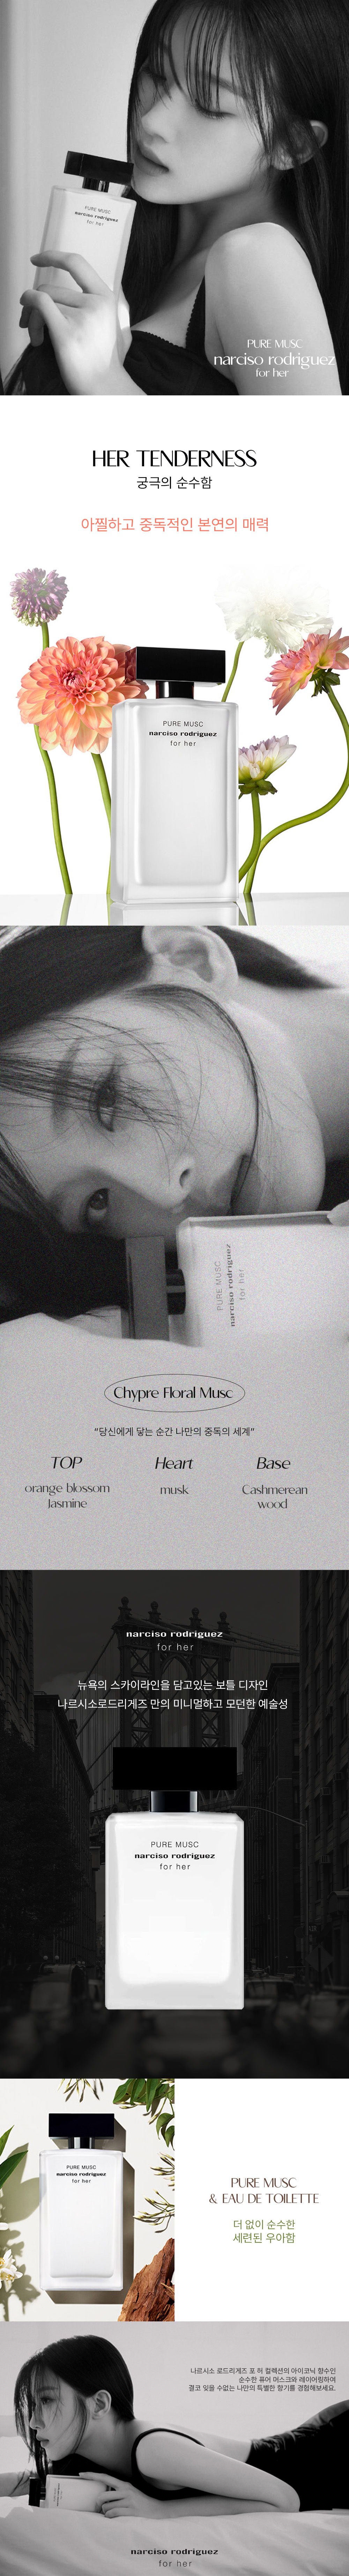 PURE MUSC
narciso rodriguez
for her
PURE MUSC
narciso rodriguez
for her
HER TENDERNESS
궁극의 순수함
아찔하고 중독적인 본연의 매력
PURE MUSC
narciso rodriguez
for her
PURE MUSC
narciso rodriguez
for her
Chypre Floral Musc
"당신에게 닿는 순간 나만의 중독의 세계"
TOP
orange blossom
Jasmine
Heart
musk
Base
Cashmerean
wood
narciso rodriguez
for her
뉴욕의 스카이라인을 담고있는 보틀 디자인
나르시소로드리게즈 만의 미니멀하고 모던한 예술성
PURE MUSC
narciso rodriguez
for her
PURE MUSC
narciso rodriguez
for her
PURE MUSC
& EAU DE TOILETTE
더 없이 순수한
세련된 우아함
나르시소 로드리게즈 포 허 컬렉션의 아이코닉 향수인
순수한 퓨어 머스크와 레이어링하여
결코 잊을 수없는 나만의 특별한 향기를 경험해보세요.
narciso rodriguez
for her